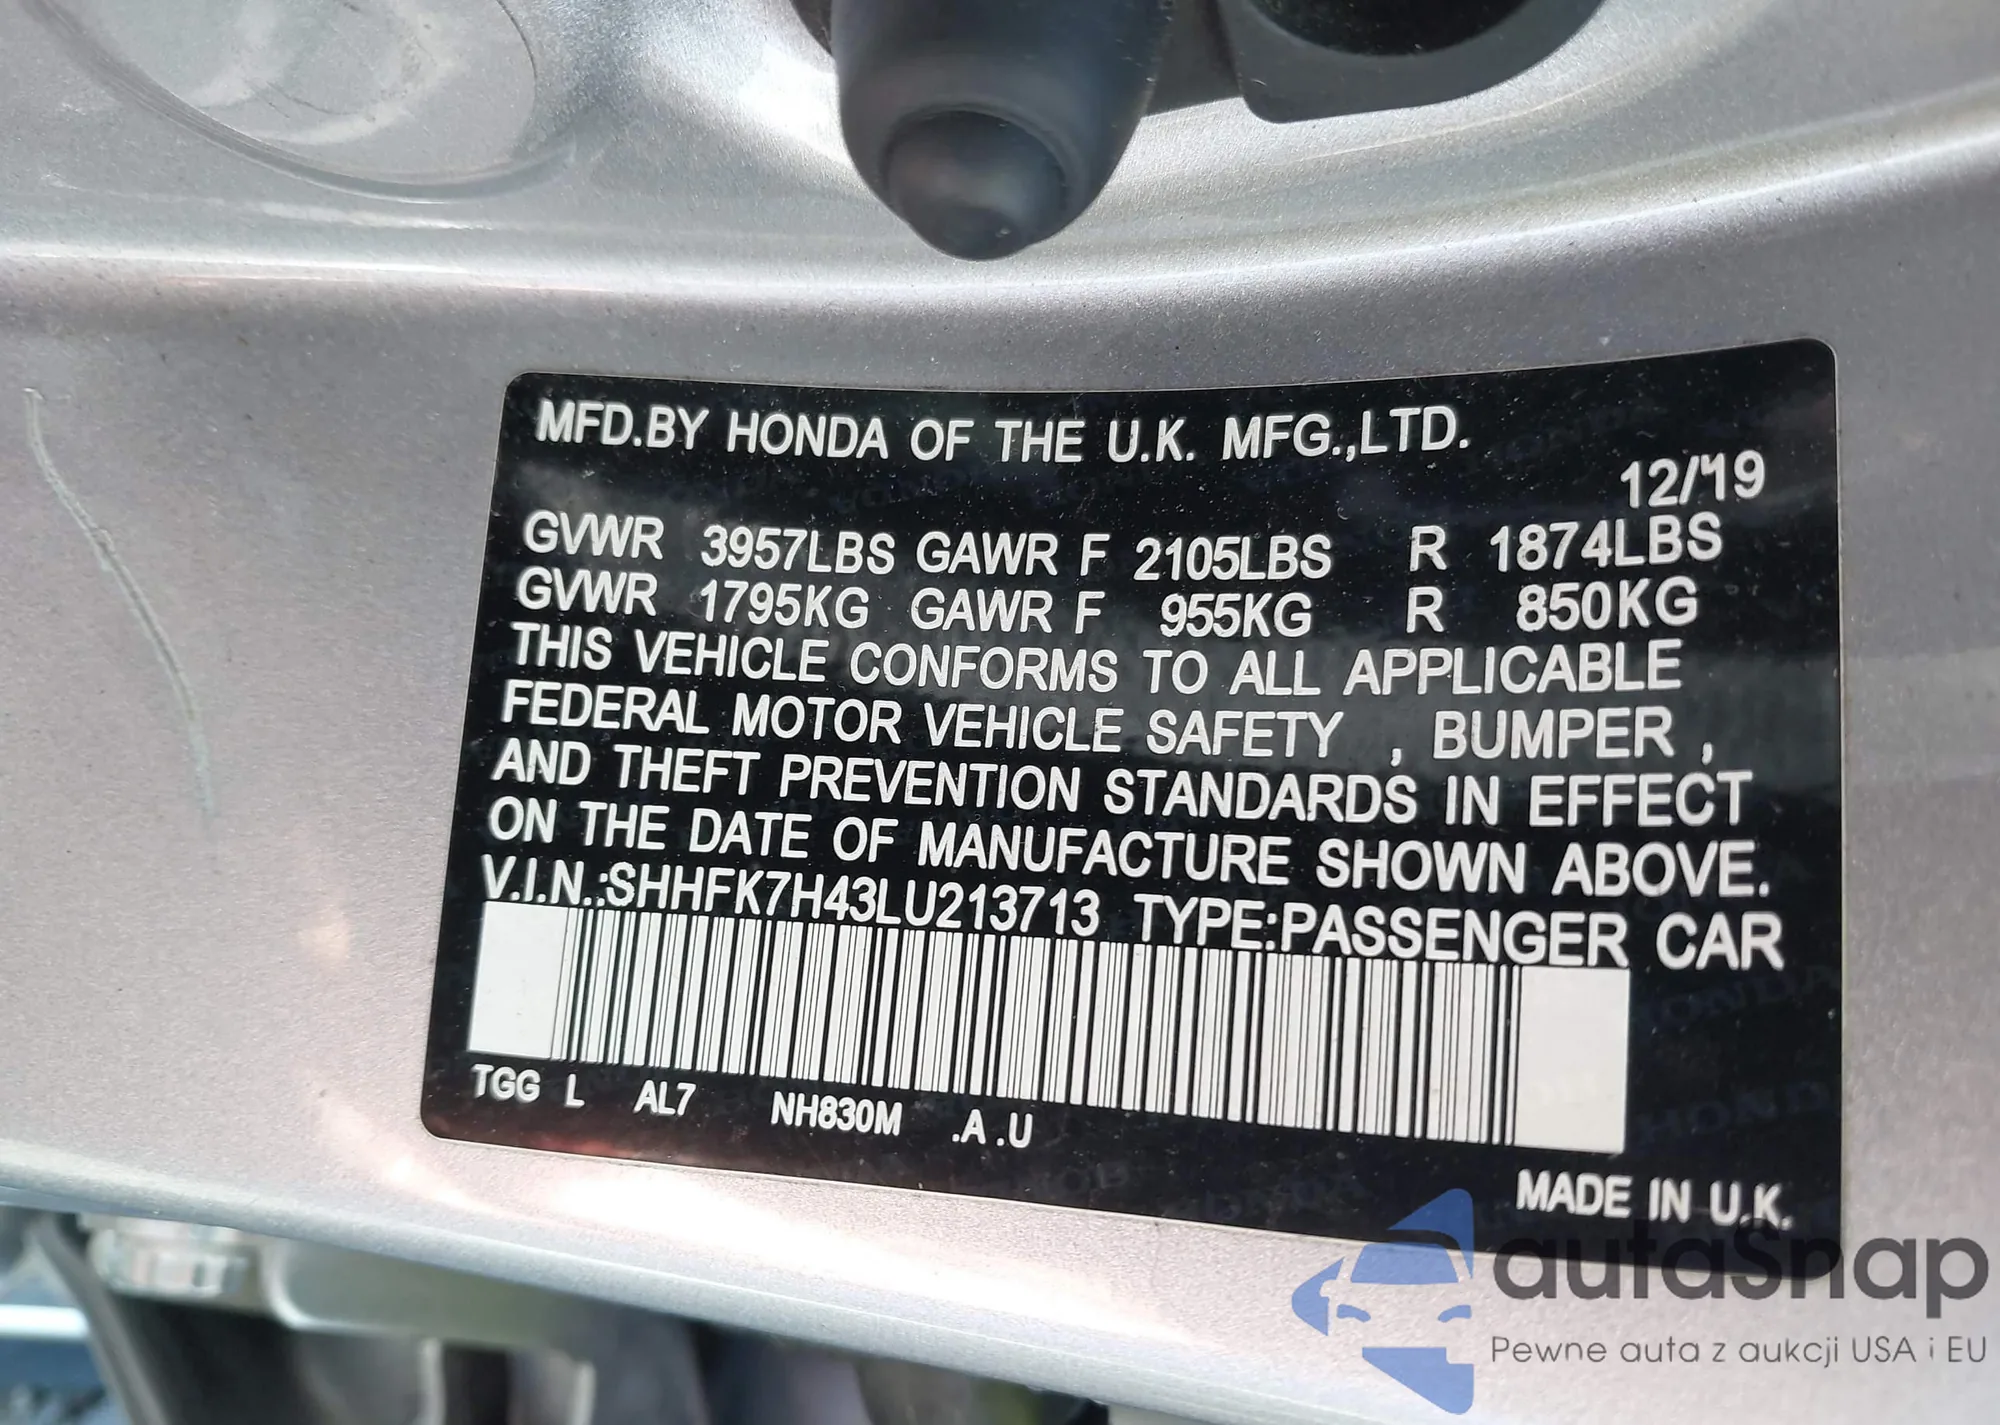 MFD.BY HONDA OF THE U.K. MFG.,LTD.
12/'19
GVWR 3957LBS GAWR F 2105LBS R 1874LBS
GVWR 1795KG GAWR F 955KG R 850KG
THIS VEHICLE CONFORMS TO ALL APPLICABLE
FEDERAL MOTOR VEHICLE SAFETY , BUMPER ,
AND THEFT PREVENTION STANDARDS IN EFFECT
ON THE DATE OF MANUFACTURE SHOWN ABOVE.
V.I.N.:SHHFK7H43LU213713 TYPE:PASSENGER CAR
TGG L AL7 NH830M .A .U
MADE IN U.K.
autaSnap
Pewne auta z aukcji USA i EU